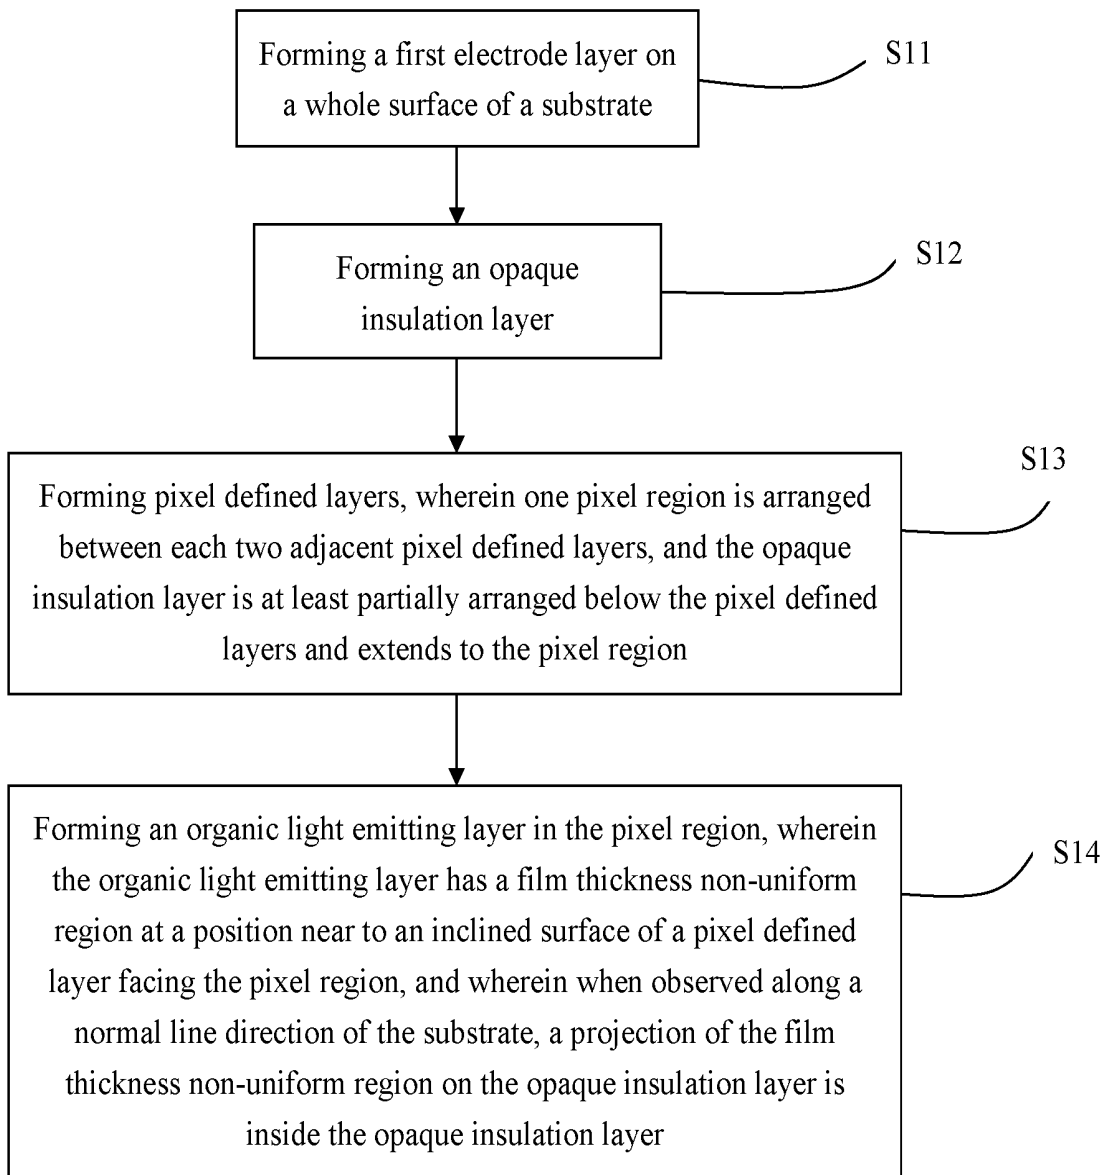 Forming a first electrode layer on
a whole surface of a substrate
S11
Forming an opaque
insulation layer
S12
Forming pixel defined layers, wherein one pixel region is arranged
between each two adjacent pixel defined layers, and the opaque
insulation layer is at least partially arranged below the pixel defined
layers and extends to the pixel region
S13
Forming an organic light emitting layer in the pixel region, wherein
the organic light emitting layer has a film thickness non-uniform
region at a position near to an inclined surface of a pixel defined
layer facing the pixel region, and wherein when observed along a
normal line direction of the substrate, a projection of the film
thickness non-uniform region on the opaque insulation layer is
inside the opaque insulation layer
S14